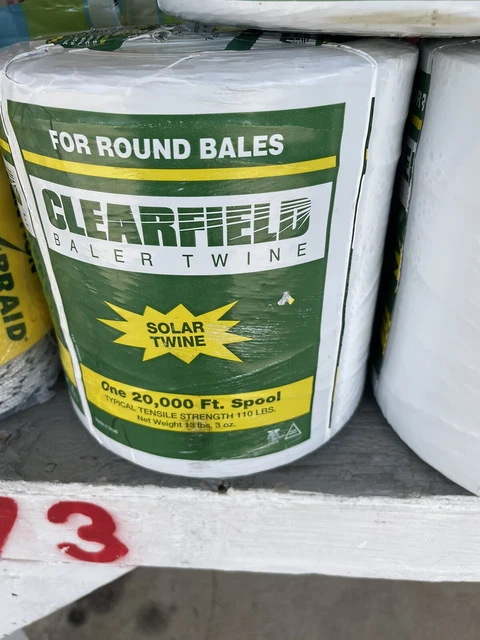 FOR ROUND BALES
CLEARFIELD
BALER TWINE
SOLAR
TWINE
One 20,000 Ft. Spool
TYPICAL TENSILE STRENGTH 110 LBS.
Net Weight 13 lbs. 3 oz.
BRAID
3